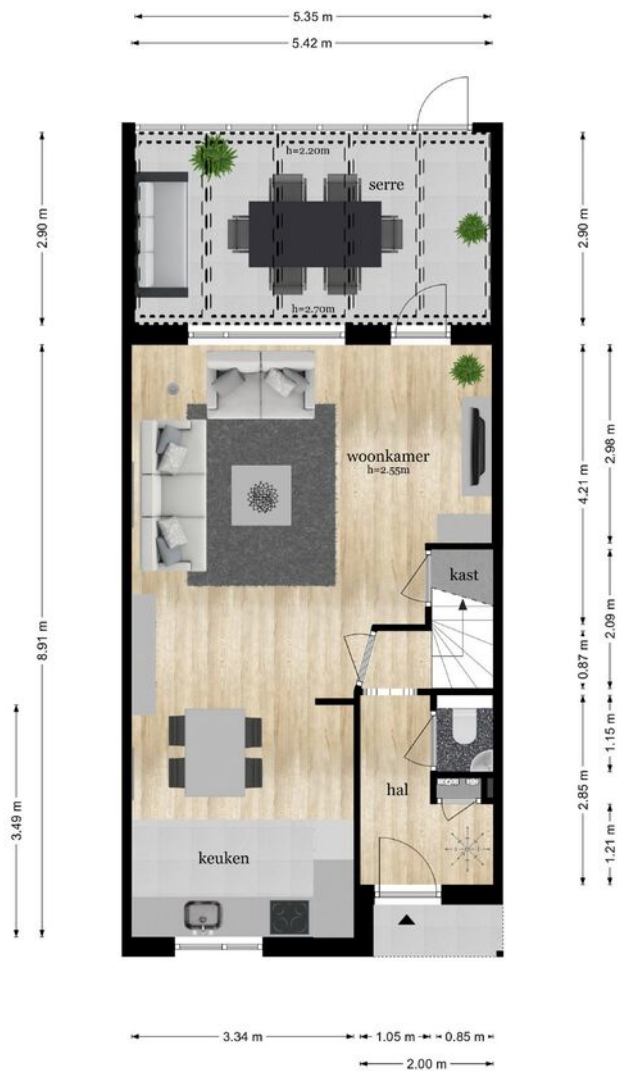 5.35 m
5.42 m
h=2.20m
serre
2.90 m
2.90 m
h=2.70m
woonkamer
h=2.55m
4.21 m
2.98 m
kast
8.91 m
2.09 m
0.87 m
1.15 m
hal
2.85 m
3.49 m
1.21 m
keuken
3.34 m
1.05 m
0.85 m
2.00 m